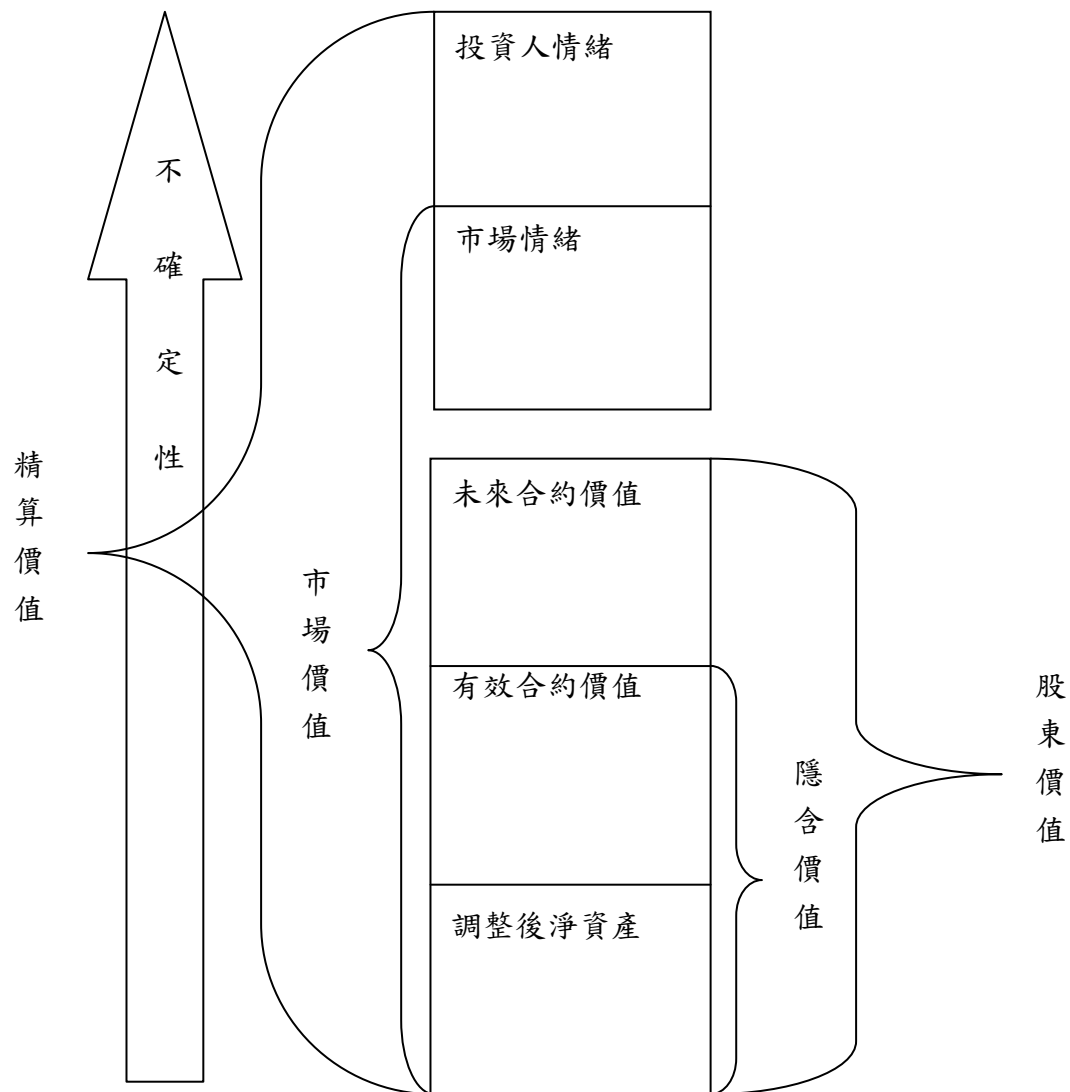 投資人情緒
不確定性
市場情緒
精算價值
未來合約價值
市場價值
有效合約價值
股東價值
隱含價值
調整後淨資產